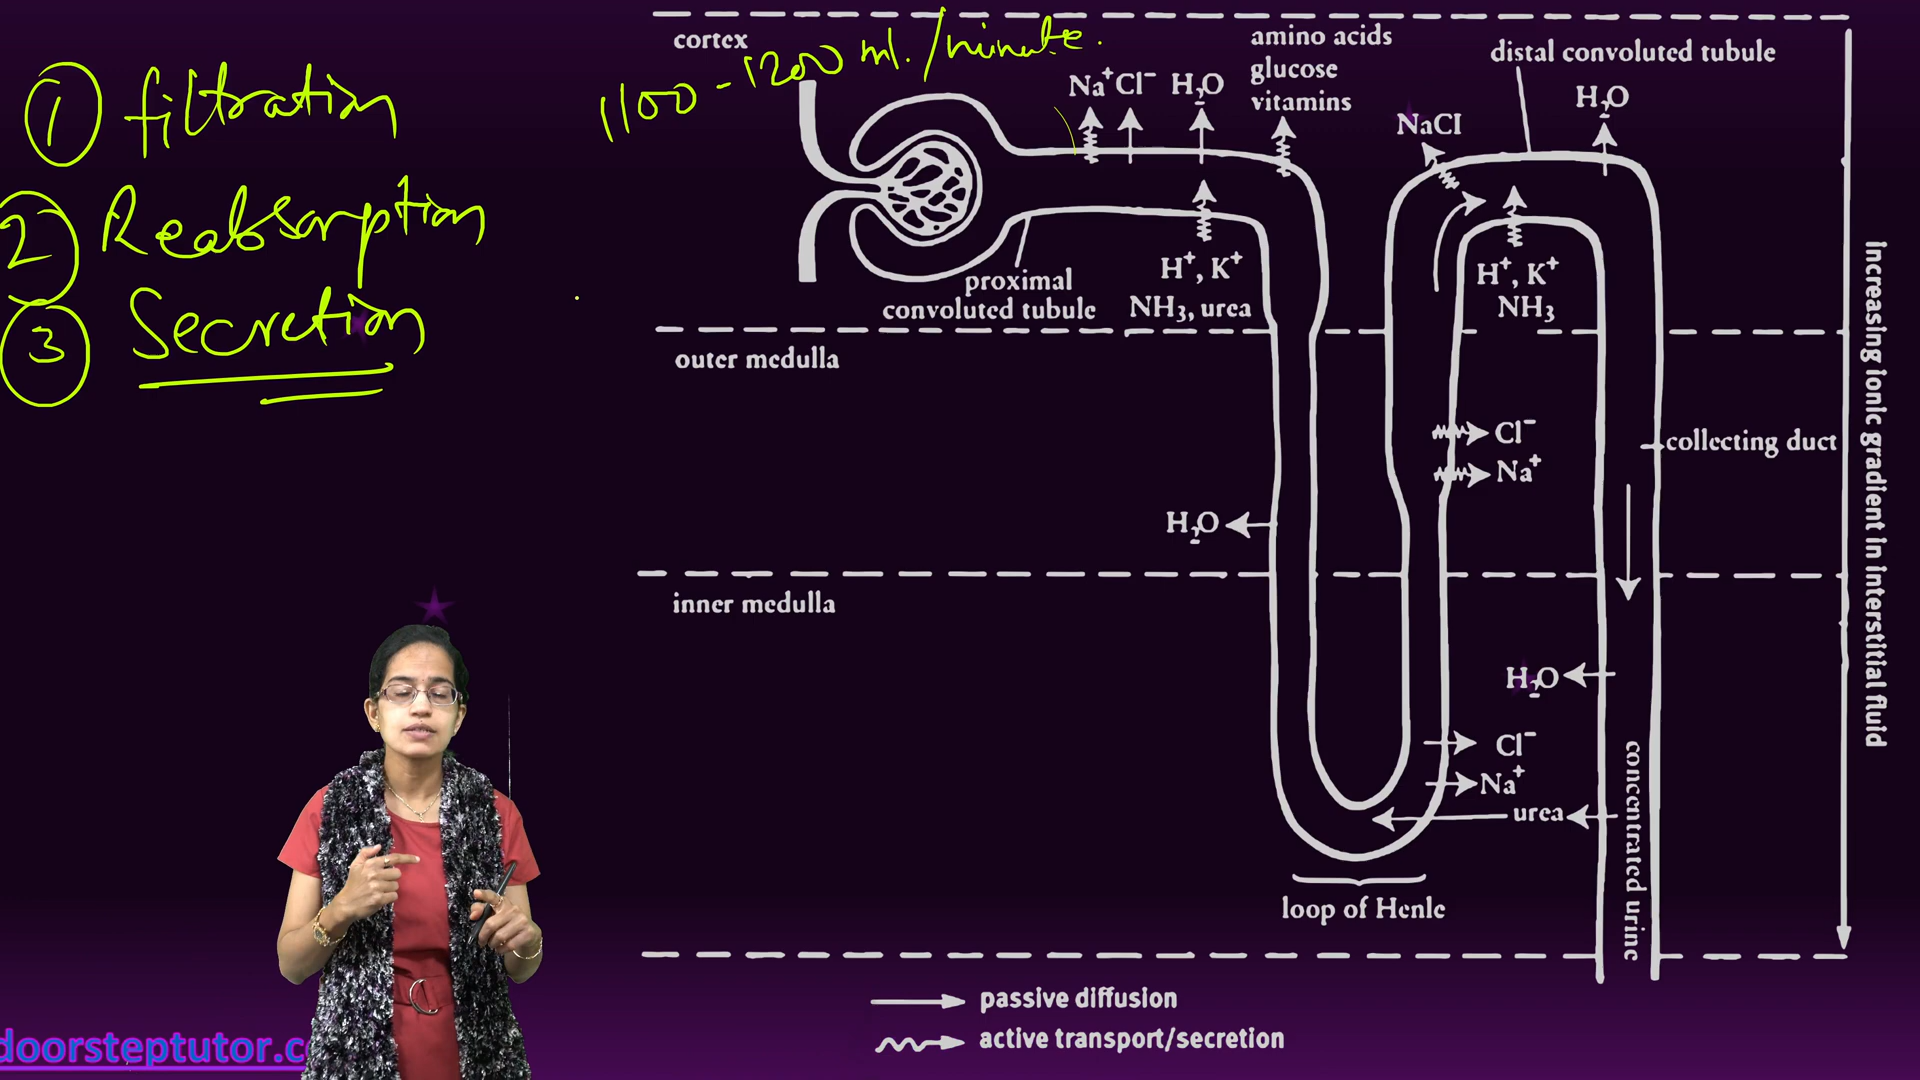 ① filtration
② Reabsorption
③ Secretion
1100 - 1200 ml./minute.
cortex
Na⁺ Cl⁻ H₂O
amino acids
glucose
vitamins
distal convoluted tubule
H₂O
NaCl
proximal
convoluted tubule
H⁺, K⁺
NH₃, urea
H⁺, K⁺
NH₃
outer medulla
Cl⁻
Na⁺
collecting duct
H₂O
inner medulla
H₂O
Cl⁻
Na⁺
urea
concentrated urine
loop of Henle
increasing ionic gradient in interstitial fluid
passive diffusion
active transport/secretion
doorsteptutor.c